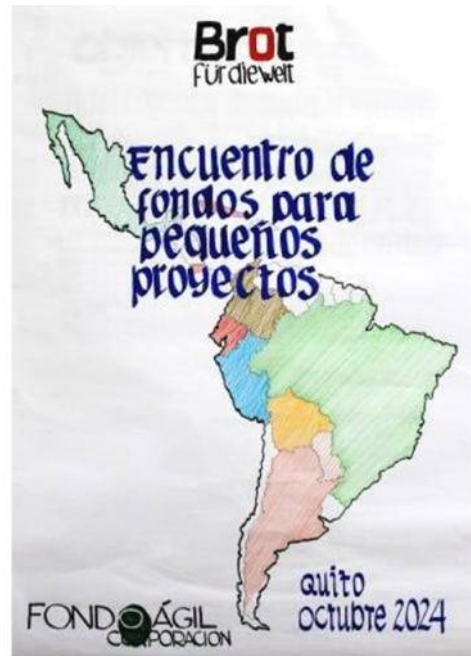 Brot
für die Welt
Encuentro de
fondos para
pequeños
proyectos
Quito
octubre 2024
FONDO ÁGIL
CORPORACION